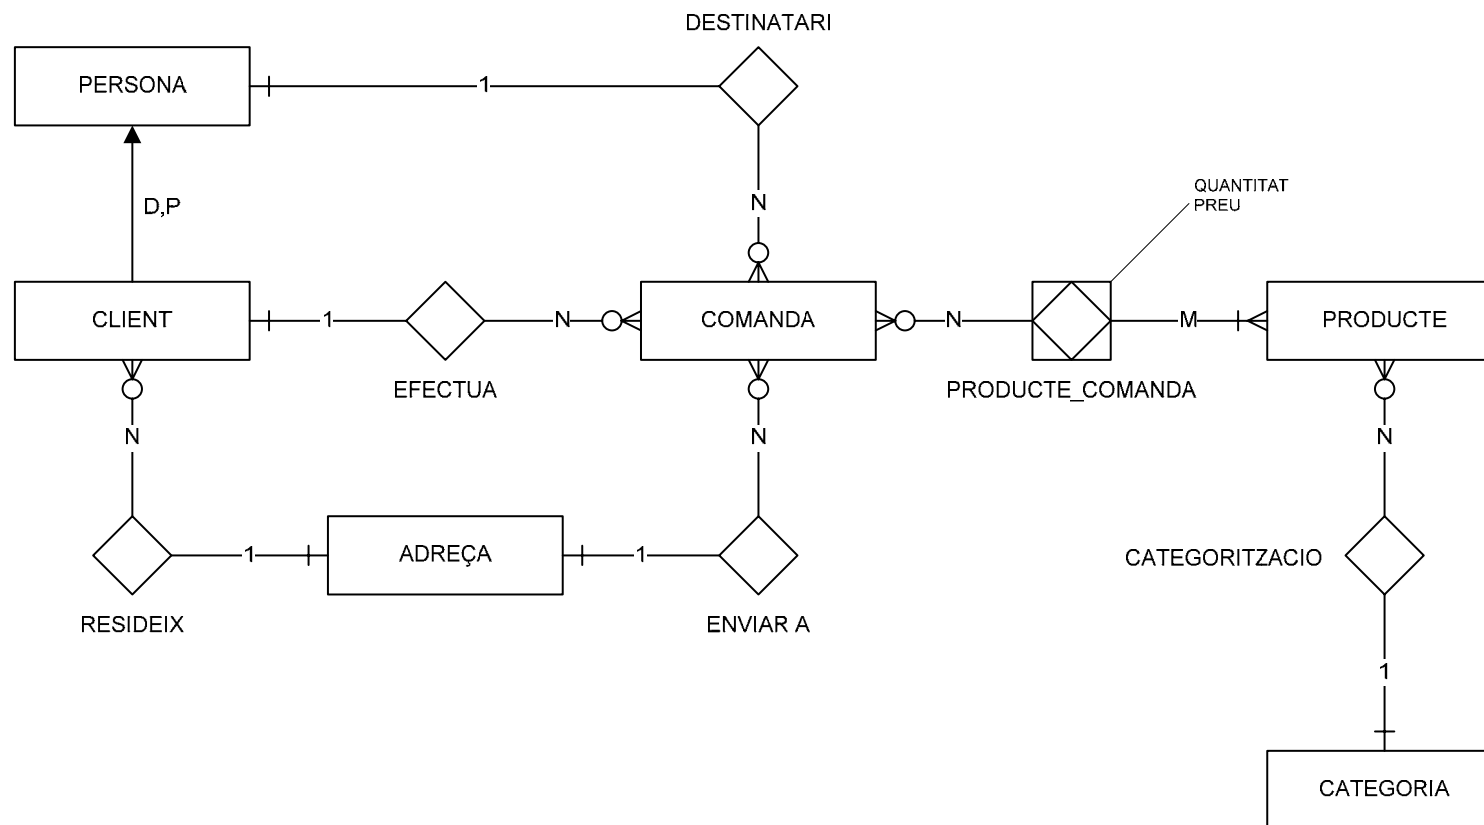 DESTINATARI
PERSONA
1
D,P
N
QUANTITAT
PREU
CLIENT
1
N
COMANDA
N
M
PRODUCTE
EFECTUA
PRODUCTE_COMANDA
N
N
N
1
ADREÇA
1
CATEGORITZACIO
RESIDEIX
ENVIAR A
1
CATEGORIA